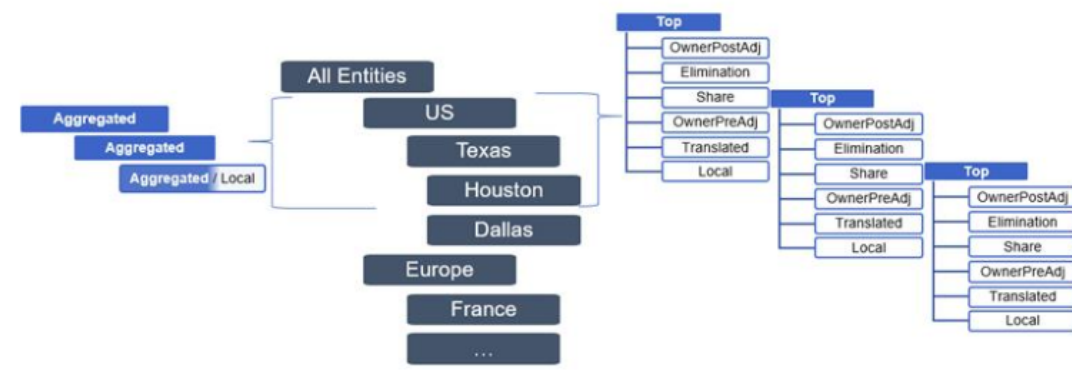 Aggregated
Aggregated
Aggregated / Local
All Entities
US
Texas
Houston
Dallas
Europe
France
...
Top
OwnerPostAdj
Elimination
Share
OwnerPreAdj
Translated
Local
Top
OwnerPostAdj
Elimination
Share
OwnerPreAdj
Translated
Local
Top
OwnerPostAdj
Elimination
Share
OwnerPreAdj
Translated
Local